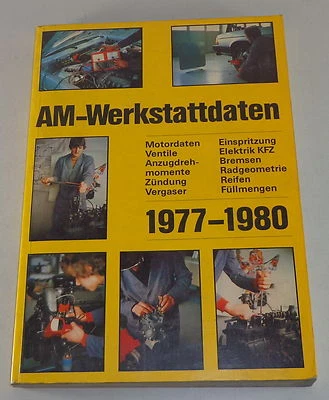 AM-Werkstattdaten
Motordaten
Ventile
Anzugdreh-
momente
Zündung
Vergaser
Einspritzung
Elektrik KFZ
Bremsen
Radgeometrie
Reifen
Füllmengen
1977-1980